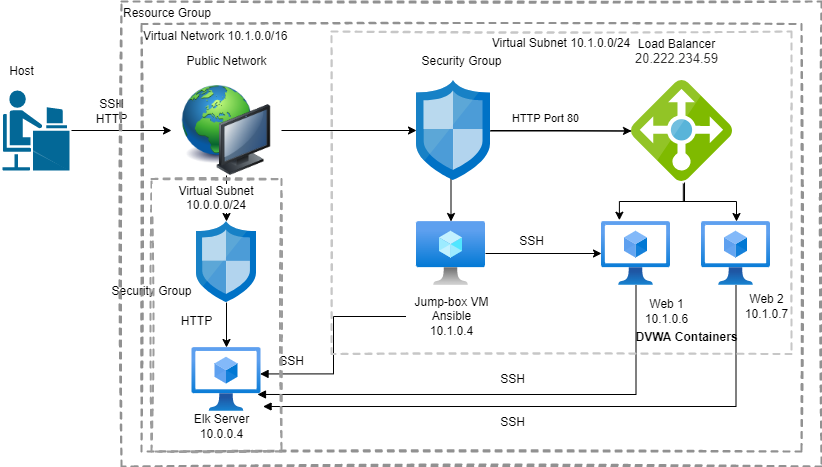 Resource Group
Virtual Network 10.1.0.0/16
Virtual Subnet 10.1.0.0/24
Public Network
Security Group
Load Balancer
20.222.234.59
Host
SSH
HTTP
HTTP Port 80
Virtual Subnet
10.0.0.0/24
SSH
Security Group
Jump-box VM
Ansible
10.1.0.4
Web 1
10.1.0.6
Web 2
10.1.0.7
DVWA Containers
HTTP
SSH
SSH
SSH
Elk Server
10.0.0.4